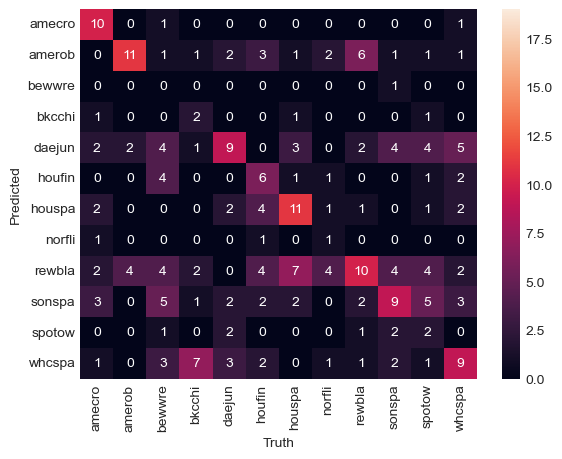 amecro 10 0 1 0 0 0 0 0 0 0 0 1
amerob 0 11 1 1 2 3 1 2 6 1 1 1
bewwre 0 0 0 0 0 0 0 0 0 1 0 0
bkcchi 1 0 0 2 0 0 1 0 0 0 1 0
daejun 2 2 4 1 9 0 3 0 2 4 4 5
houfin 0 0 4 0 0 6 1 1 0 0 1 2
houspa 2 0 0 0 2 4 11 1 1 0 1 2
norfli 1 0 0 0 0 1 0 1 0 0 0 0
rewbla 2 4 4 2 0 4 7 4 10 4 4 2
sonspa 3 0 5 1 2 2 2 0 2 9 5 3
spotow 0 0 1 0 2 0 0 0 1 2 2 0
whcspa 1 0 3 7 3 2 0 1 1 2 1 9
amecro amerob bewwre bkcchi daejun houfin houspa norfli rewbla sonspa spotow whcspa
Truth
Predicted
17.5
15.0
12.5
10.0
7.5
5.0
2.5
0.0